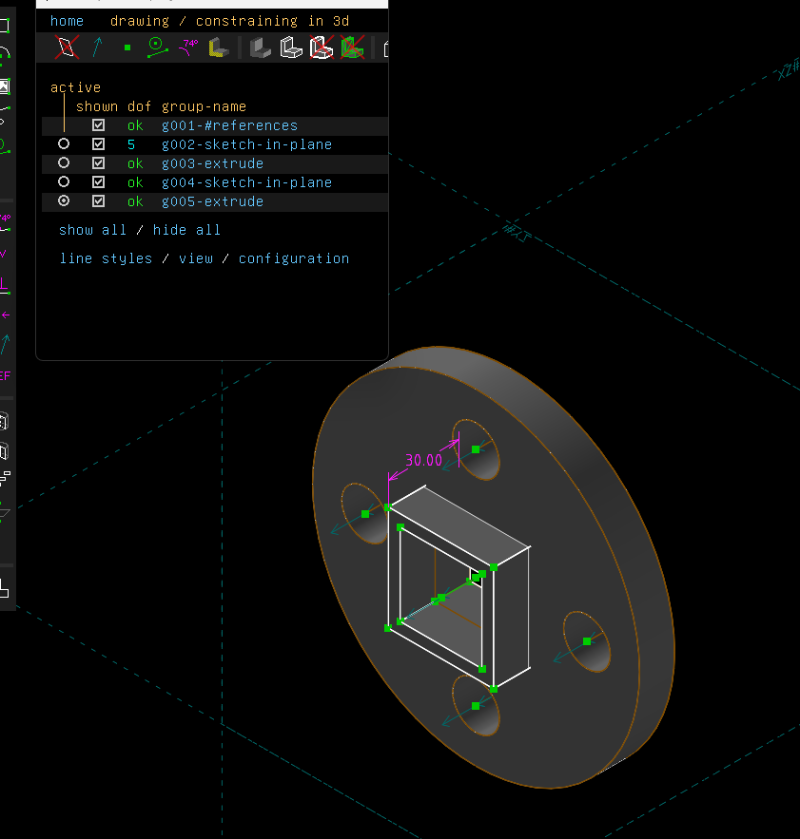 home drawing / constraining in 3d
74°
active
shown dof group-name
g001-#references
ok
5 g002-sketch-in-plane
ok g003-extrude
ok g004-sketch-in-plane
ok g005-extrude
show all / hide all
line styles / view / configuration
30.00